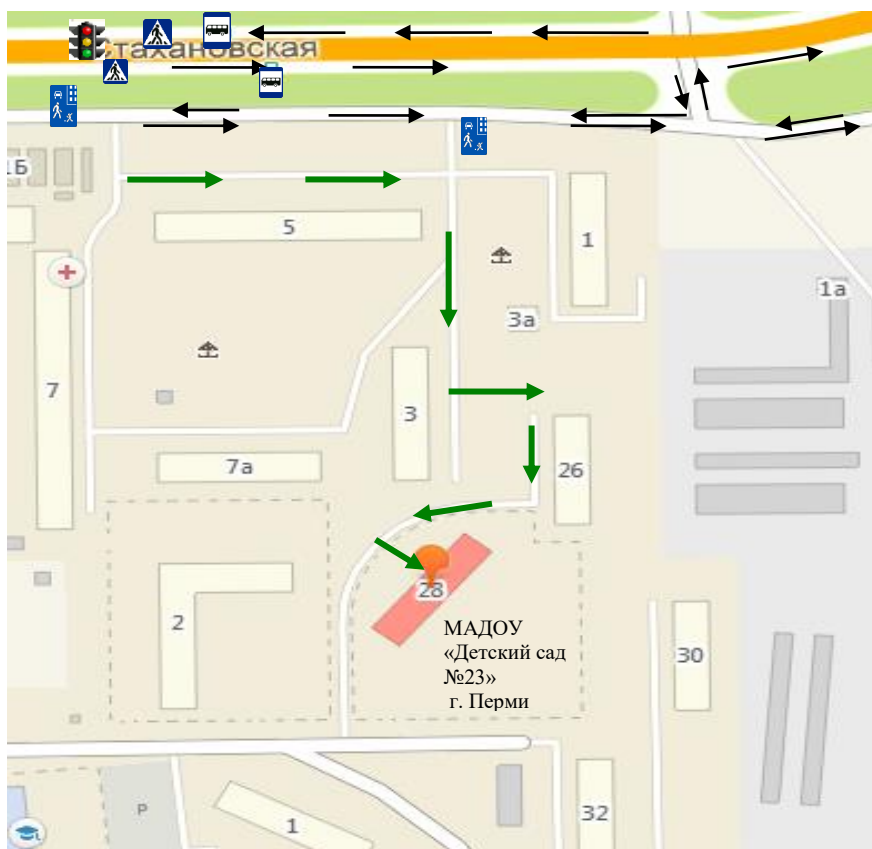 Стахановская
1Б
5
1
1а
3а
7
3
7а
26
28
2
МАДОУ
«Детский сад
№23»
г. Перми
30
Р
1
32